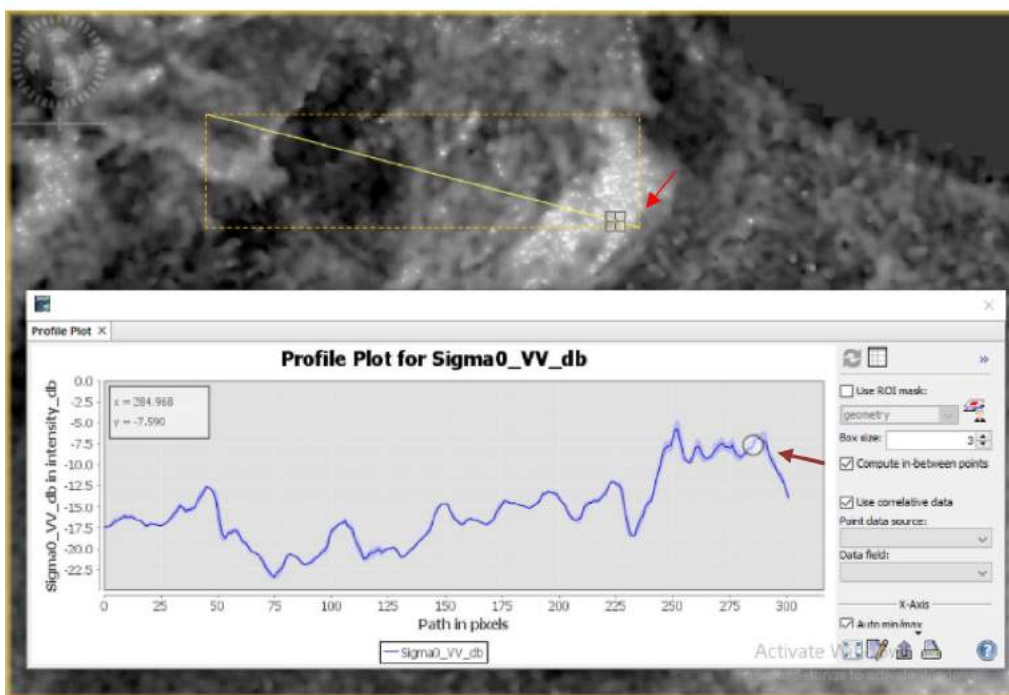 Profile Plot ×
Profile Plot for Sigma0_VV_db
Sigma0_VV_db in intensity_db
0.0
-2.5
-5.0
-7.5
-10.0
-12.5
-15.0
-17.5
-20.0
-22.5
x = 284.968
y = -7.590
0 25 50 75 100 125 150 175 200 225 250 275 300
Path in pixels
Sigma0_VV_db
»
Use ROI mask:
geometry
Box size: 3
Compute in-between points
Use correlative data
Point data source:
Data field:
X-Axis
Auto min/max